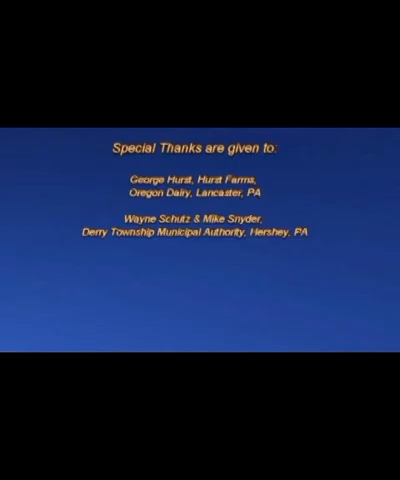 Special Thanks are given to:
George Hurst, Hurst Farms,
Oregon Dairy, Lancaster, PA
Wayne Schutz & Mike Snyder,
Derry Township Municipal Authority, Hershey, PA